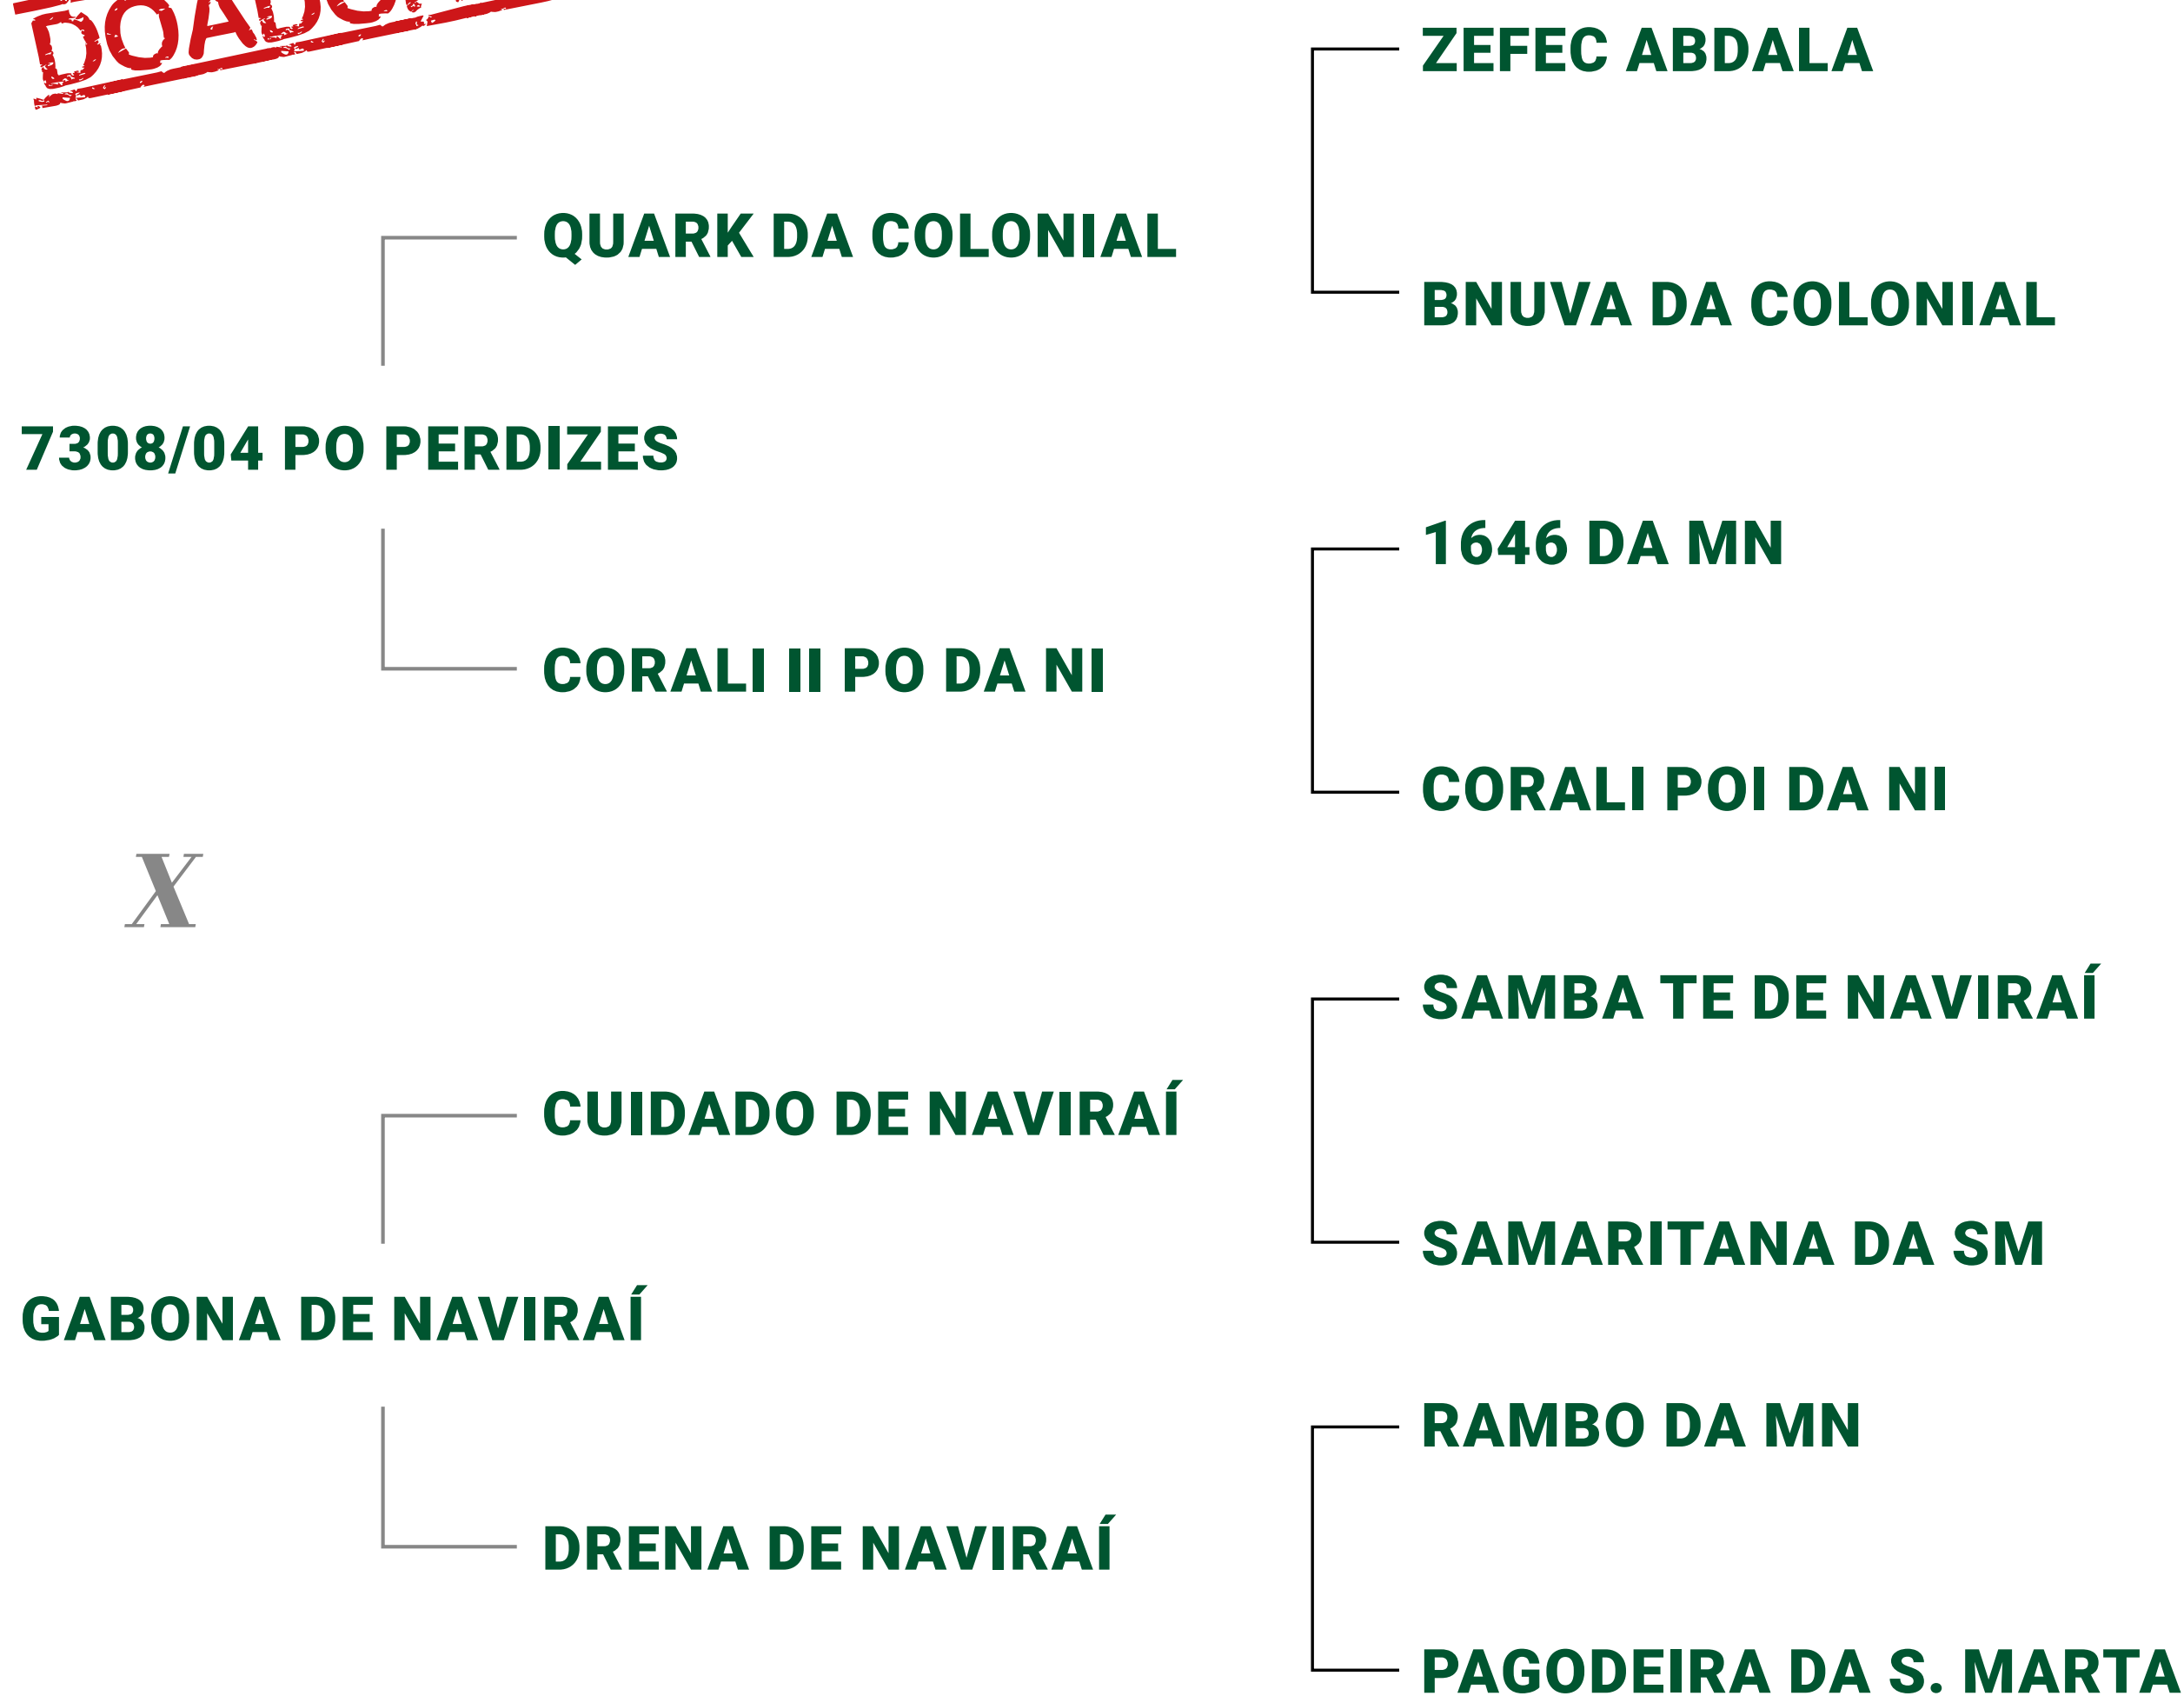 ZEFEC ABDALA
QUARK DA COLONIAL
BNUVA DA COLONIAL
7308/04 PO PERDIZES
1646 DA MN
CORALI III PO DA NI
CORALI POI DA NI
X
SAMBA TE DE NAVIRAÍ
CUIDADO DE NAVIRAÍ
SAMARITANA DA SM
GABONA DE NAVIRAÍ
RAMBO DA MN
DRENA DE NAVIRAÍ
PAGODEIRA DA S. MARTA